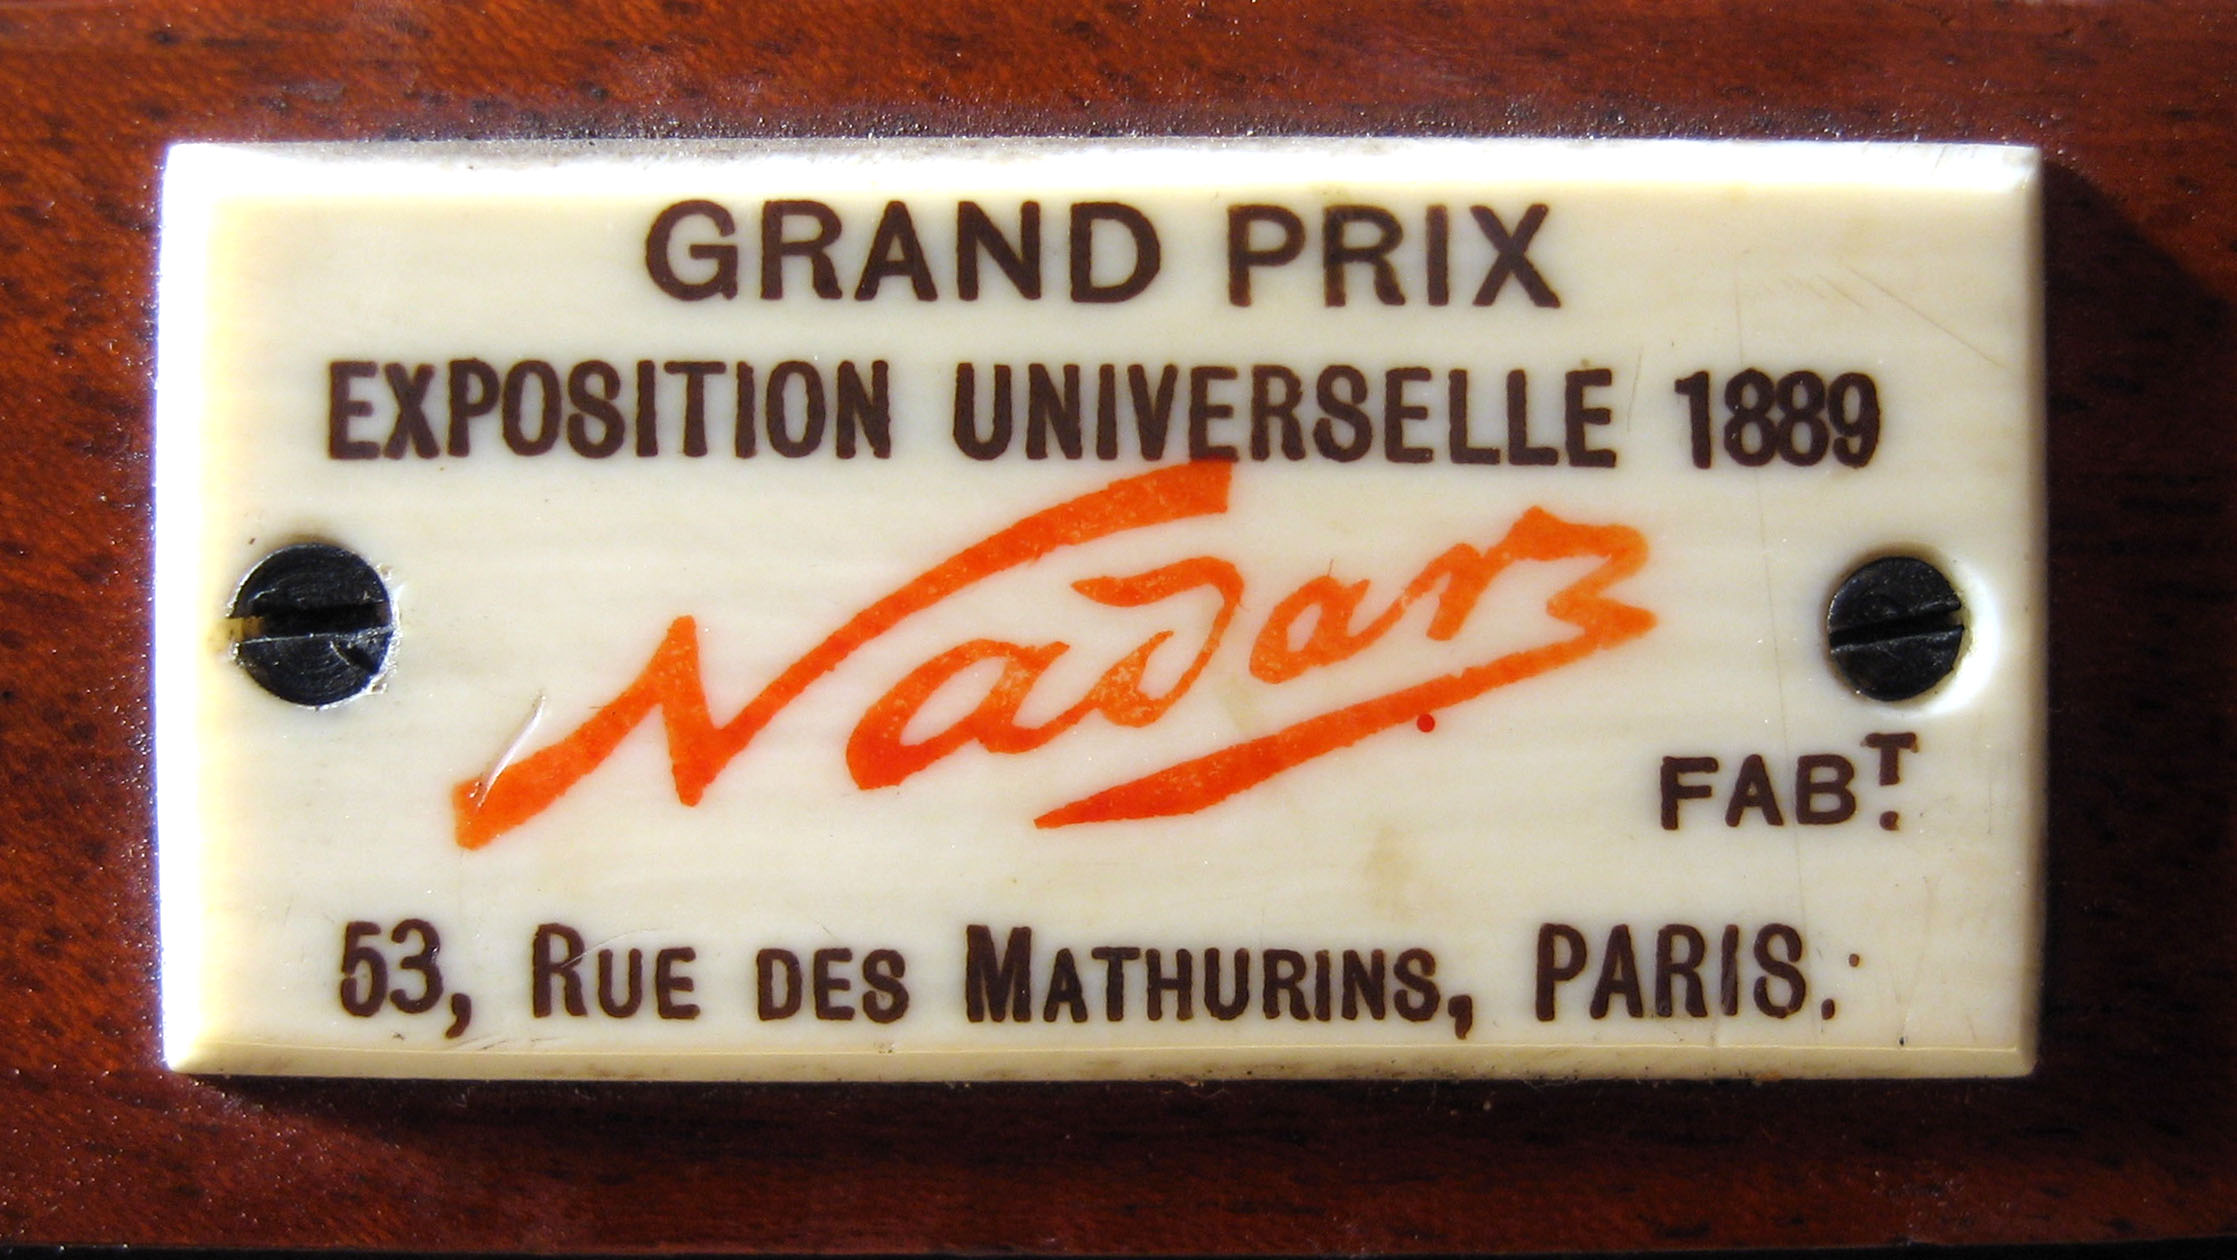 GRAND PRIX
EXPOSITION UNIVERSELLE 1889
Nadar
FABT.
53, RUE DES MATHURINS, PARIS.